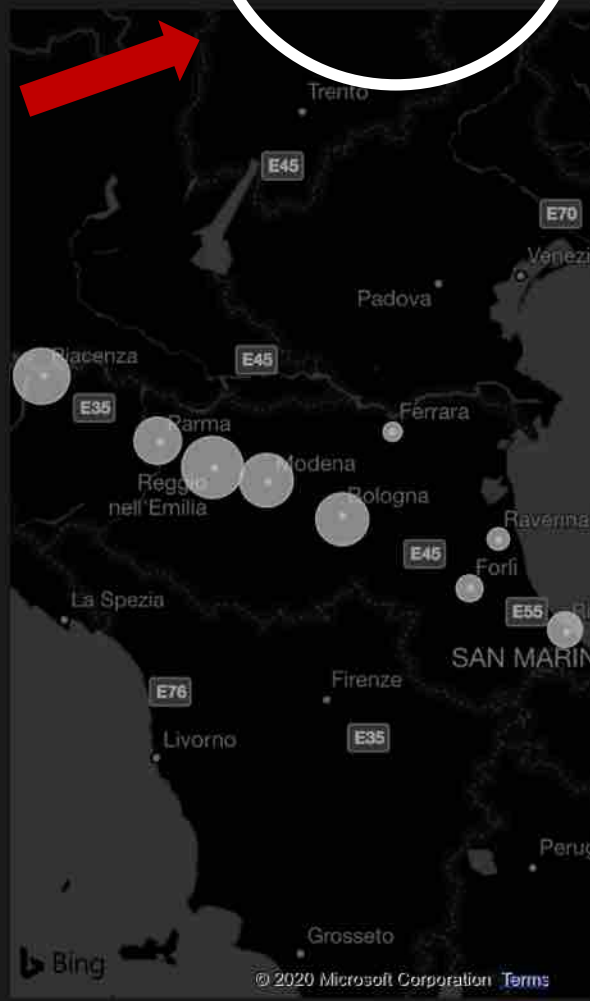 Trento
E45
E70
Venezi
Padova
Piacenza
E45
E35
Ferrara
Parma
Modena
Reggio
nell'Emilia
Bologna
Ravenna
E45
Forlì
La Spezia
E55
Ri
SAN MARIN
E76
Firenze
E35
Livorno
Perug
Grosseto
Bing
© 2020 Microsoft Corporation Terms